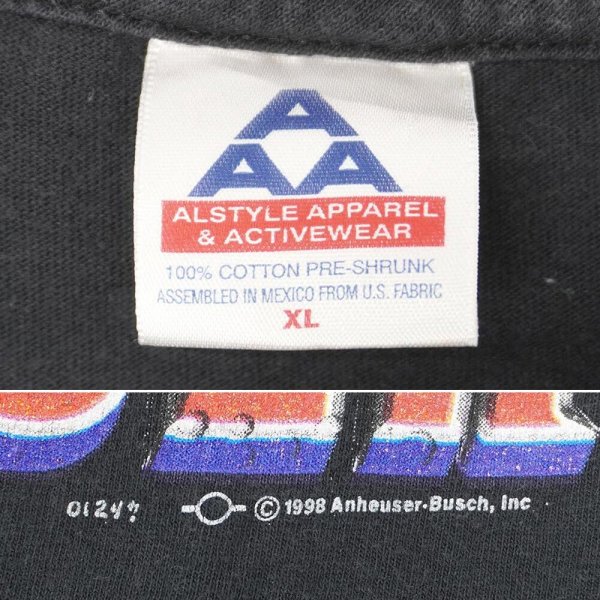 A
A A
ALSTYLE APPAREL
& ACTIVEWEAR
100% COTTON PRE-SHRUNK
ASSEMBLED IN MEXICO FROM U.S. FABRIC
XL
© 1998 Anheuser-Busch, Inc